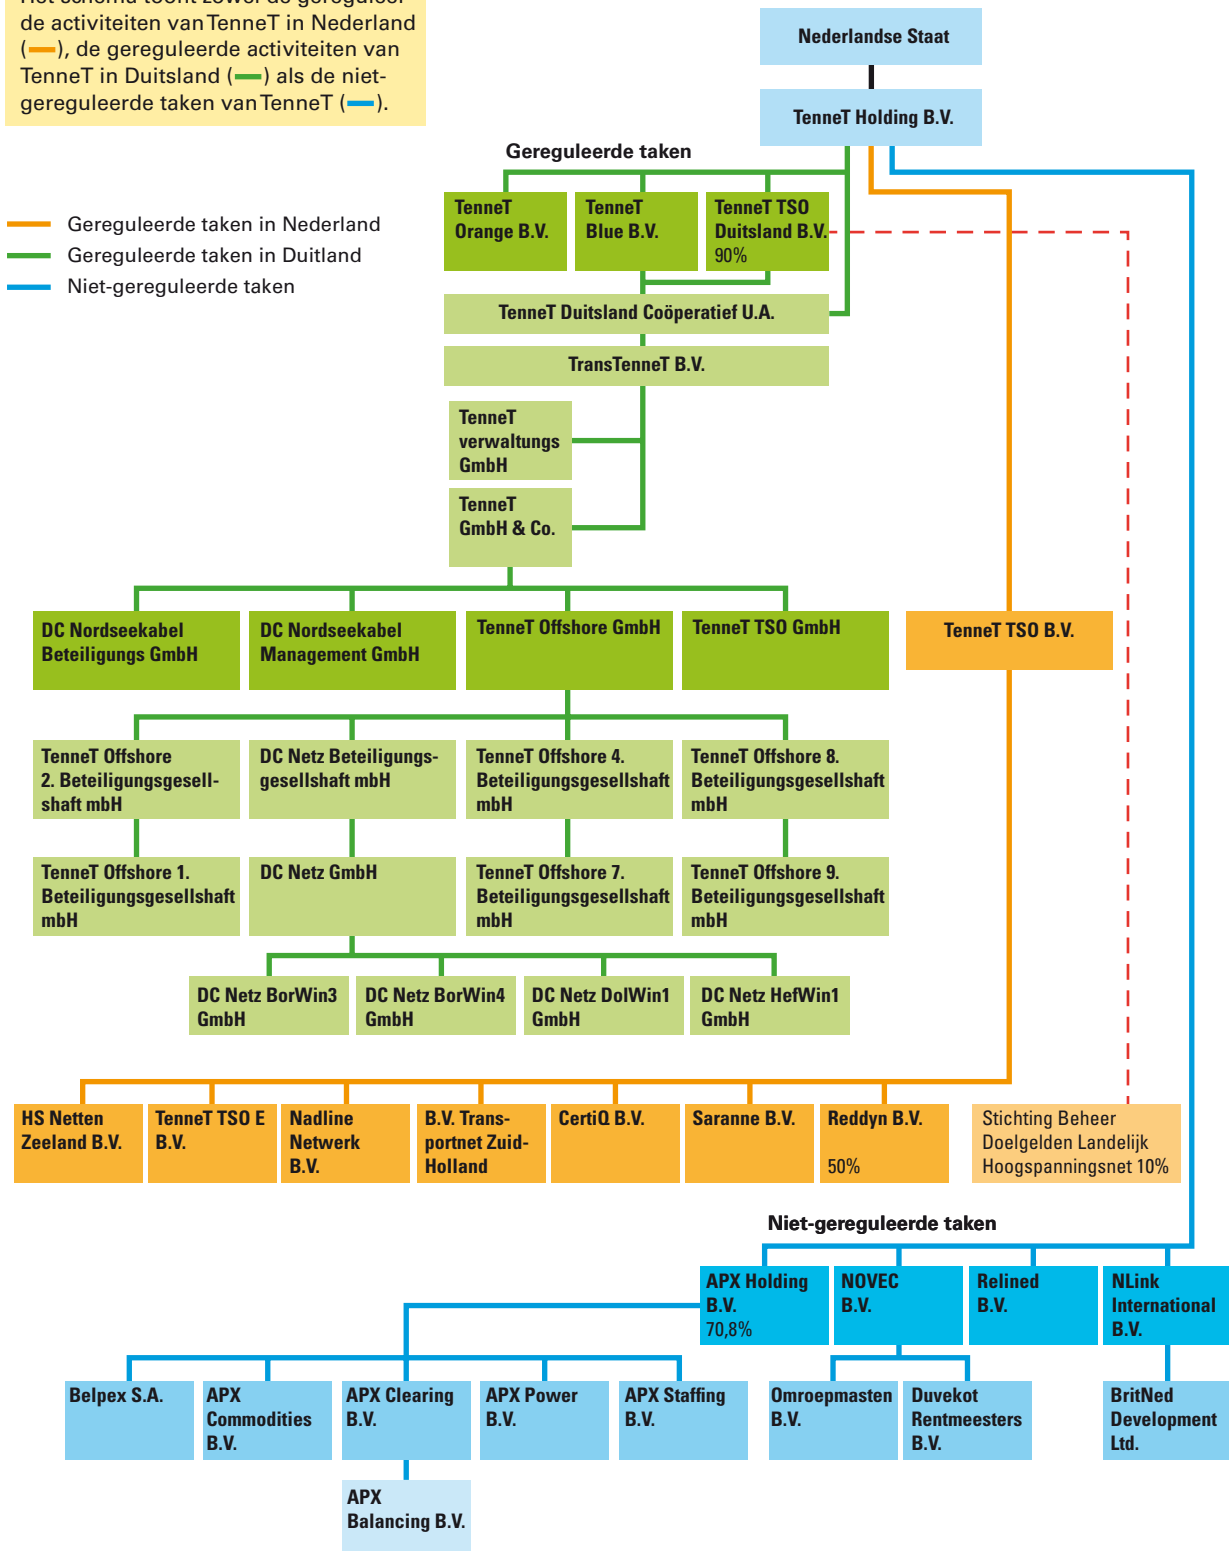 Het schema toont zowel de gereguleer-
de activiteiten van TenneT in Nederland
(—), de gereguleerde activiteiten van
TenneT in Duitsland (—) als de niet-
gereguleerde taken van TenneT (—).
Nederlandse Staat
TenneT Holding B.V.
Gereguleerde taken
Gereguleerde taken in Nederland
Gereguleerde taken in Duitland
Niet-gereguleerde taken
TenneT
Orange B.V.
TenneT
Blue B.V.
TenneT TSO
Duitsland B.V.
90%
TenneT Duitsland Coöperatief U.A.
TransTenneT B.V.
TenneT
verwaltungs
GmbH
TenneT
GmbH & Co.
DC Nordseekabel
Beteiligungs GmbH
DC Nordseekabel
Management GmbH
TenneT Offshore GmbH
TenneT TSO GmbH
TenneT TSO B.V.
TenneT Offshore
2. Beteiligungsgesell-
shaft mbH
DC Netz Beteiligungs-
gesellshaft mbH
TenneT Offshore 4.
Beteiligungsgesellshaft
mbH
TenneT Offshore 8.
Beteiligungsgesellshaft
mbH
TenneT Offshore 1.
Beteiligungsgesellshaft
mbH
DC Netz GmbH
TenneT Offshore 7.
Beteiligungsgesellshaft
mbH
TenneT Offshore 9.
Beteiligungsgesellshaft
mbH
DC Netz BorWin3
GmbH
DC Netz BorWin4
GmbH
DC Netz DolWin1
GmbH
DC Netz HefWin1
GmbH
HS Netten
Zeeland B.V.
TenneT TSO E
B.V.
Nadline
Netwerk
B.V.
B.V. Trans-
portnet Zuid-
Holland
CertiQ B.V.
Saranne B.V.
Reddyn B.V.
50%
Stichting Beheer
Doelgelden Landelijk
Hoogspanningsnet 10%
Niet-gereguleerde taken
APX Holding
B.V.
70,8%
NOVEC
B.V.
Relined
B.V.
NLink
International
B.V.
Belpex S.A.
APX
Commodities
B.V.
APX Clearing
B.V.
APX Power
B.V.
APX Staffing
B.V.
Omroepmasten
B.V.
Duvekot
Rentmeesters
B.V.
BritNed
Development
Ltd.
APX
Balancing B.V.